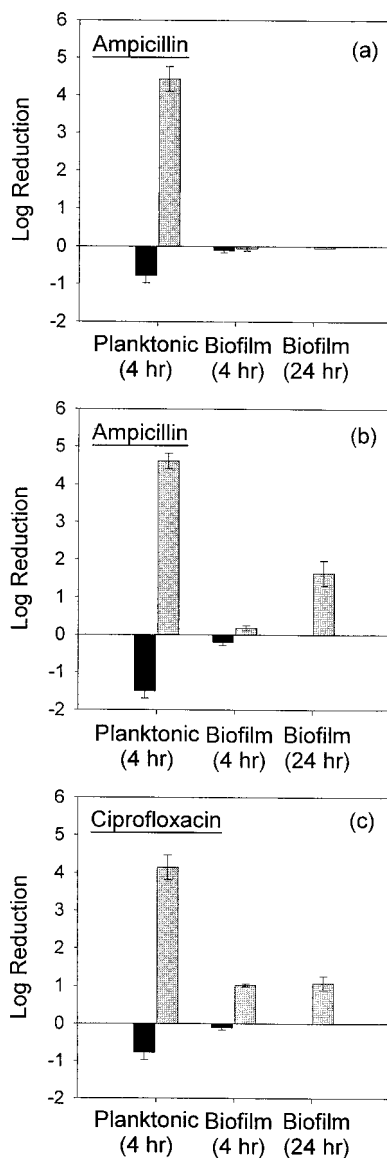 Ampicillin (a)
6
5
4
3
2
1
0
-1
-2
Log Reduction
Planktonic Biofilm Biofilm
(4 hr) (4 hr) (24 hr)
Ampicillin (b)
6
5
4
3
2
1
0
-1
-2
Log Reduction
Planktonic Biofilm Biofilm
(4 hr) (4 hr) (24 hr)
Ciprofloxacin (c)
6
5
4
3
2
1
0
-1
-2
Log Reduction
Planktonic Biofilm Biofilm
(4 hr) (4 hr) (24 hr)